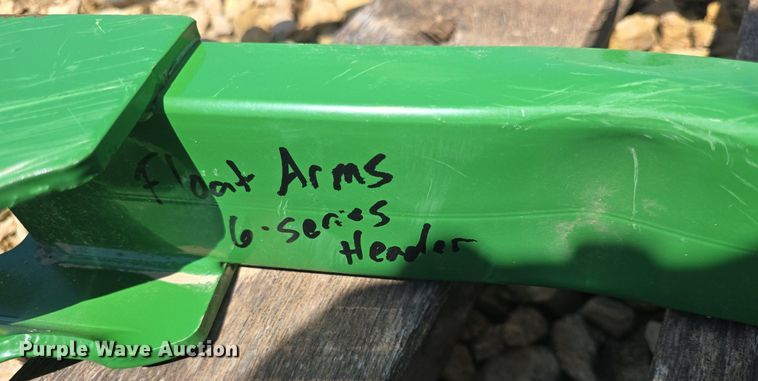 Float Arms
6-series
Header
Purple Wave Auction